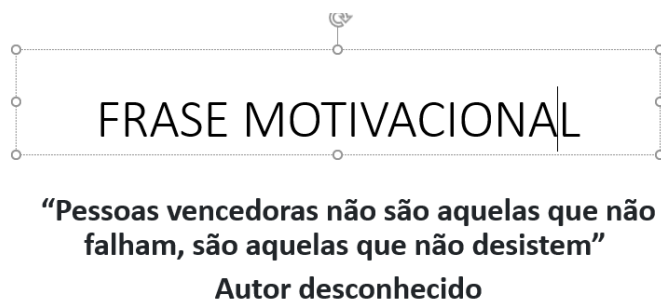 FRASE MOTIVACIONAL
“Pessoas vencedoras não são aquelas que não
falham, são aquelas que não desistem”
Autor desconhecido